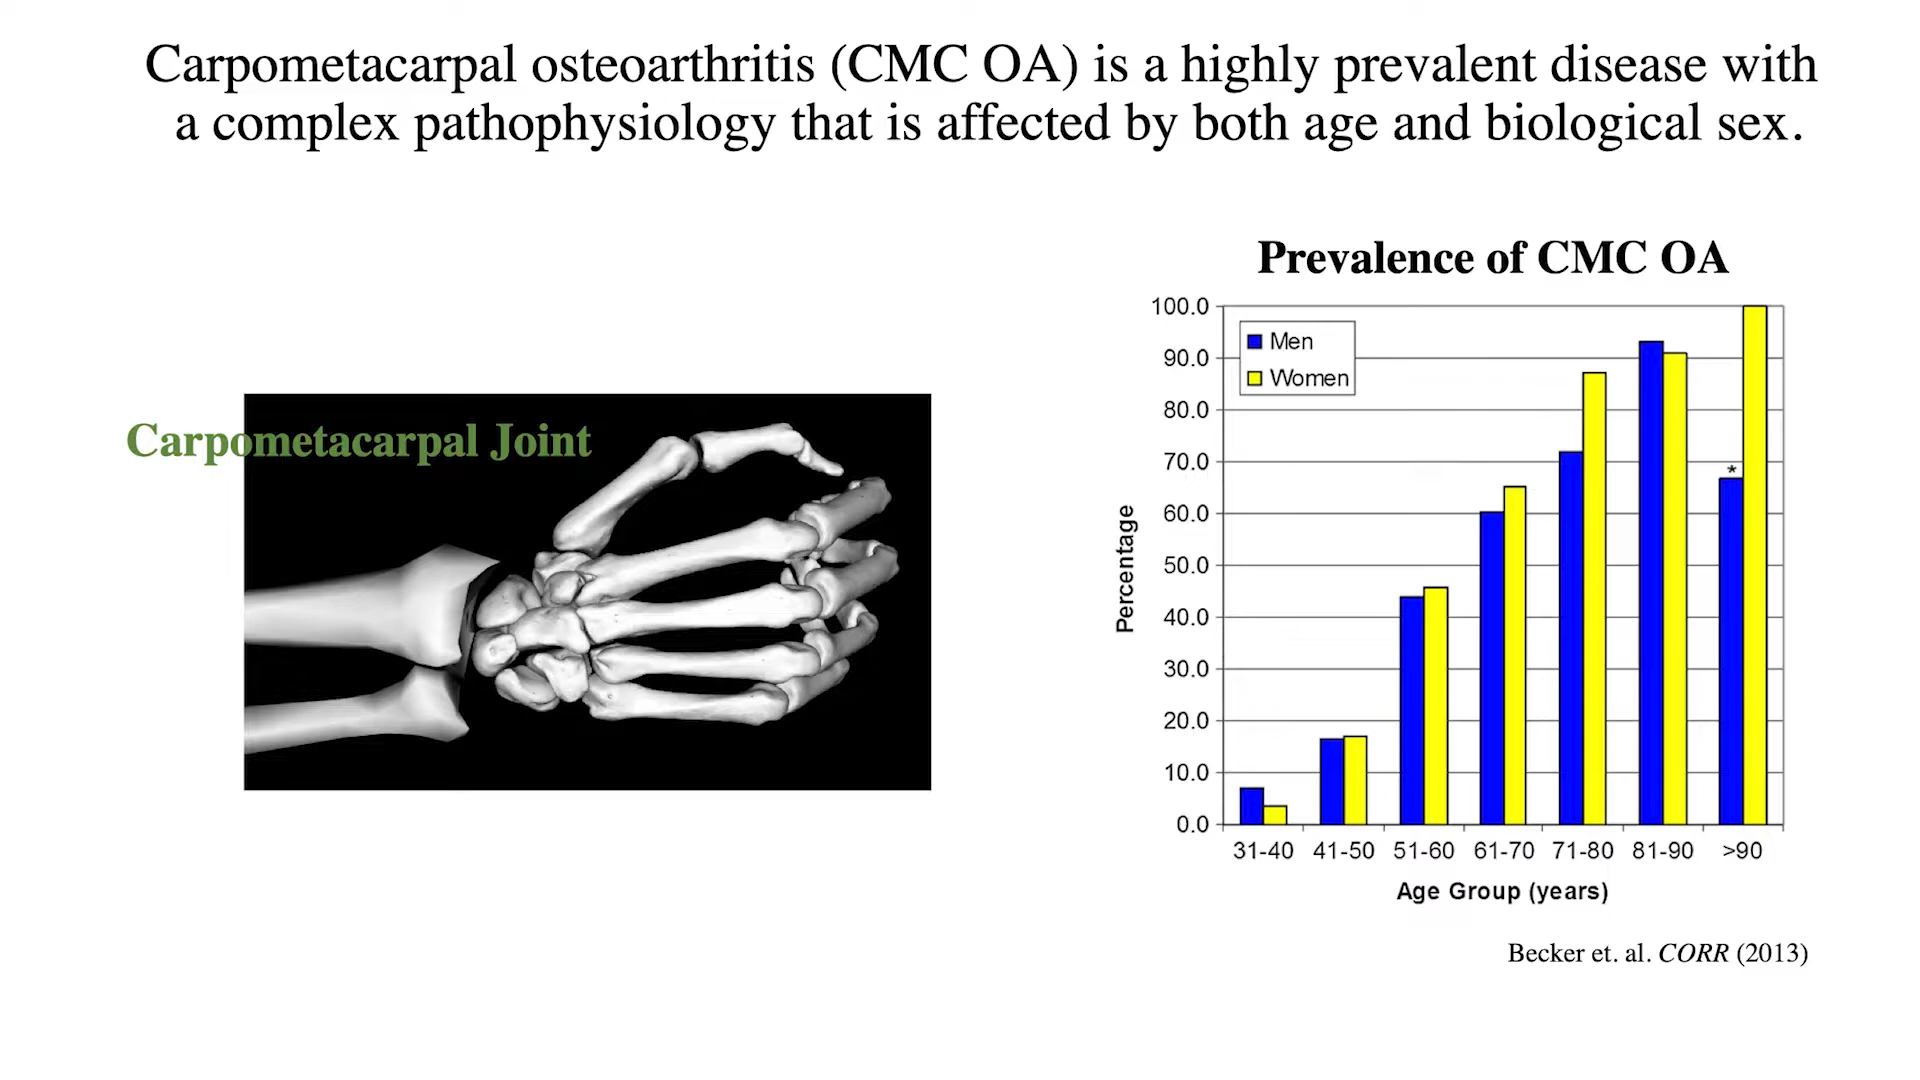 Carpometacarpal osteoarthritis (CMC OA) is a highly prevalent disease with
a complex pathophysiology that is affected by both age and biological sex.
Carpometacarpal Joint
Prevalence of CMC OA
100.0
90.0
80.0
70.0
60.0
50.0
40.0
30.0
20.0
10.0
0.0
Percentage
Men
Women
*
31-40 41-50 51-60 61-70 71-80 81-90 >90
Age Group (years)
Becker et. al. CORR (2013)